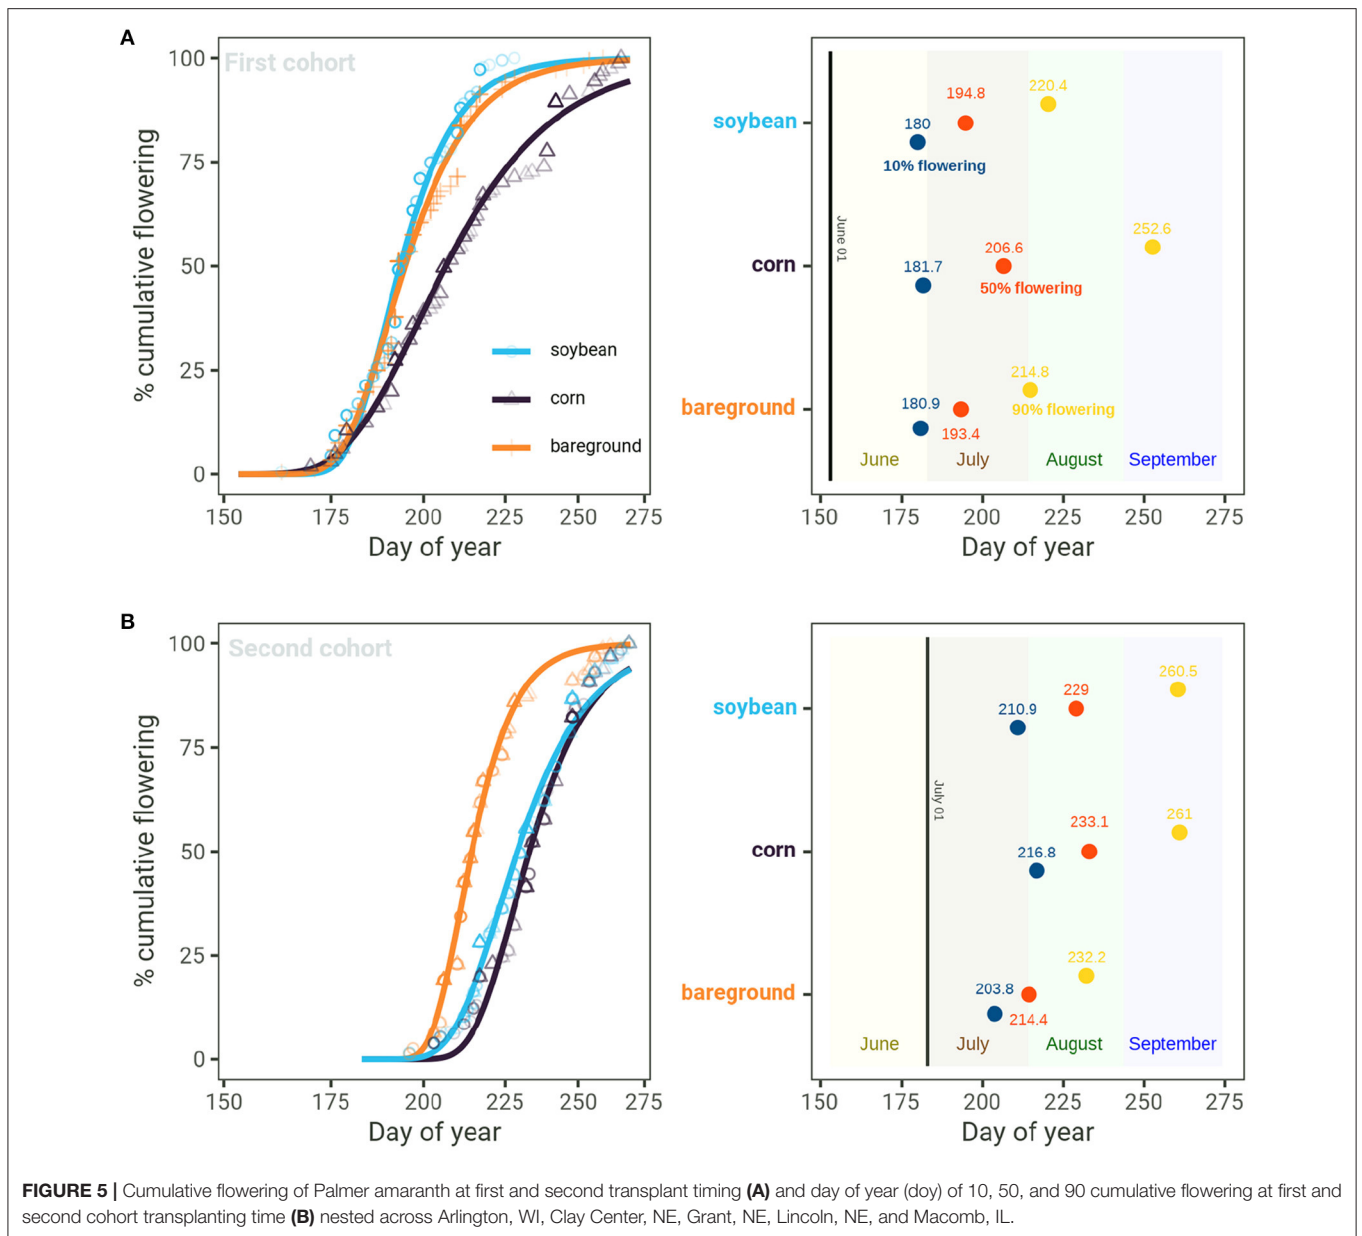 A
First cohort
% cumulative flowering
100
75
50
25
0
soybean
corn
bareground
150 175 200 225 250 275
Day of year
soybean
corn
bareground
June 01
180
194.8
220.4
10% flowering
181.7
206.6
252.6
50% flowering
180.9
193.4
214.8
90% flowering
June July August September
150 175 200 225 250 275
Day of year
B
Second cohort
% cumulative flowering
100
75
50
25
0
150 175 200 225 250 275
Day of year
soybean
corn
bareground
July 01
210.9
229
260.5
216.8
233.1
261
203.8
214.4
232.2
June July August September
150 175 200 225 250 275
Day of year
FIGURE 5 | Cumulative flowering of Palmer amaranth at first and second transplant timing (A) and day of year (doy) of 10, 50, and 90 cumulative flowering at first and
second cohort transplanting time (B) nested across Arlington, WI, Clay Center, NE, Grant, NE, Lincoln, NE, and Macomb, IL.